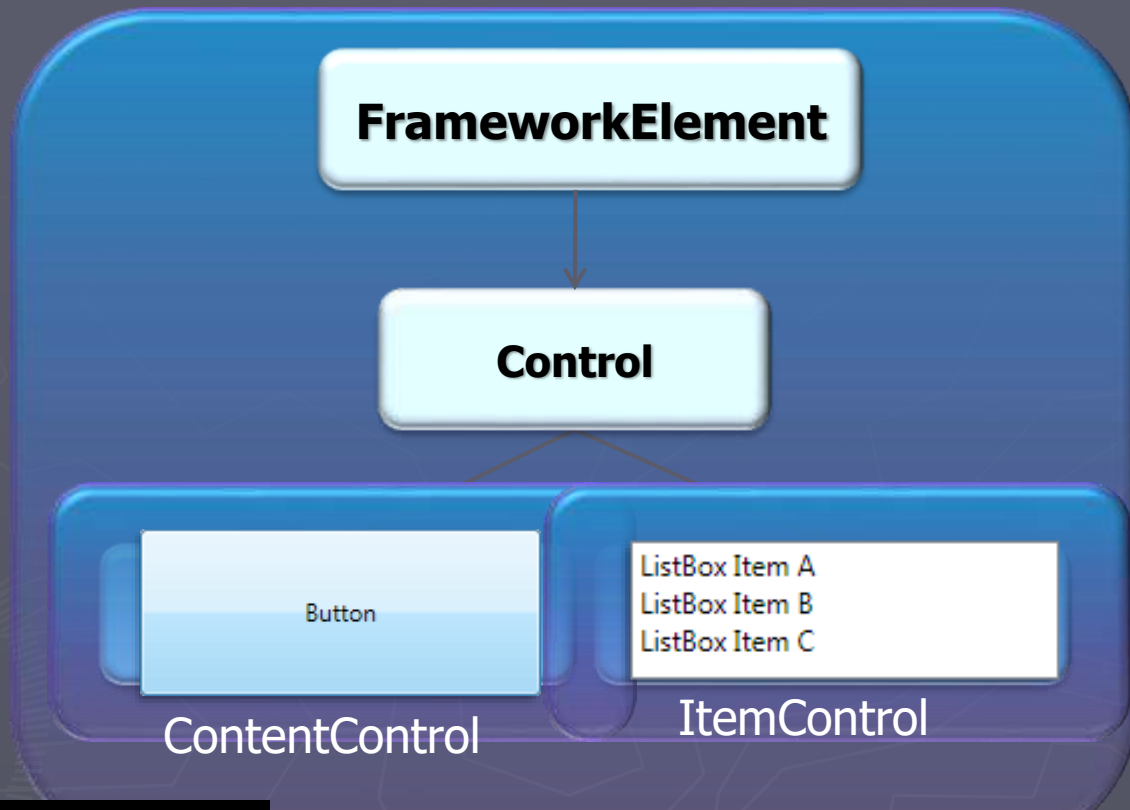 FrameworkElement
Control
Button
ListBox Item A
ListBox Item B
ListBox Item C
ContentControl
ItemControl